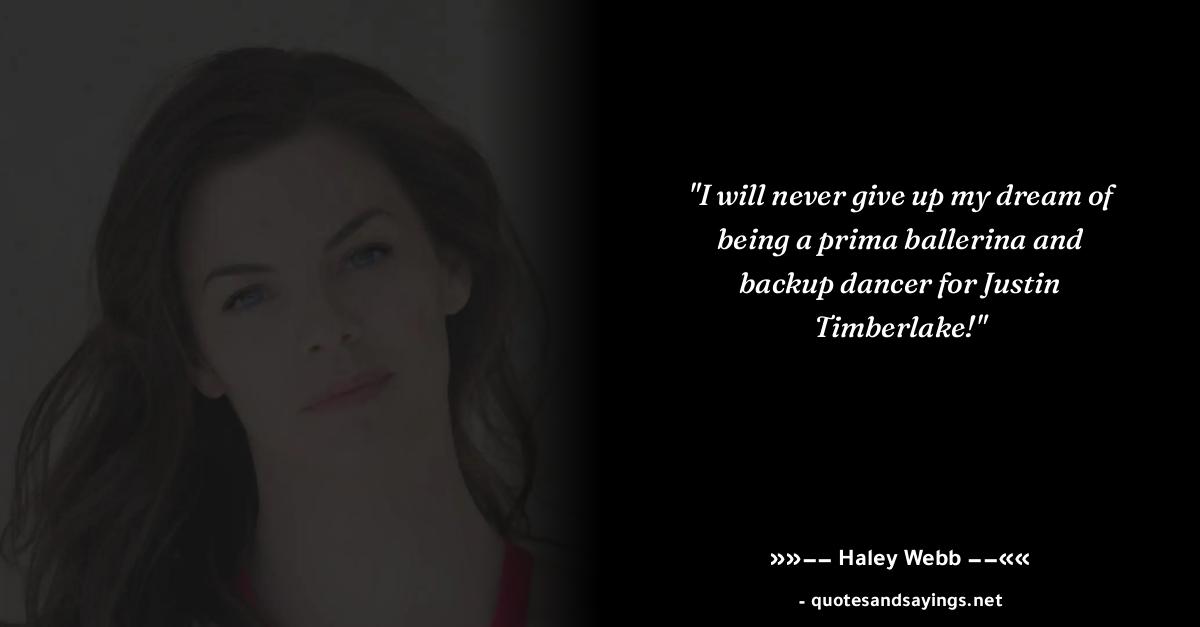 "I will never give up my dream of
being a prima ballerina and
backup dancer for Justin
Timberlake!"
»»–– Haley Webb ––««
- quotesandsayings.net